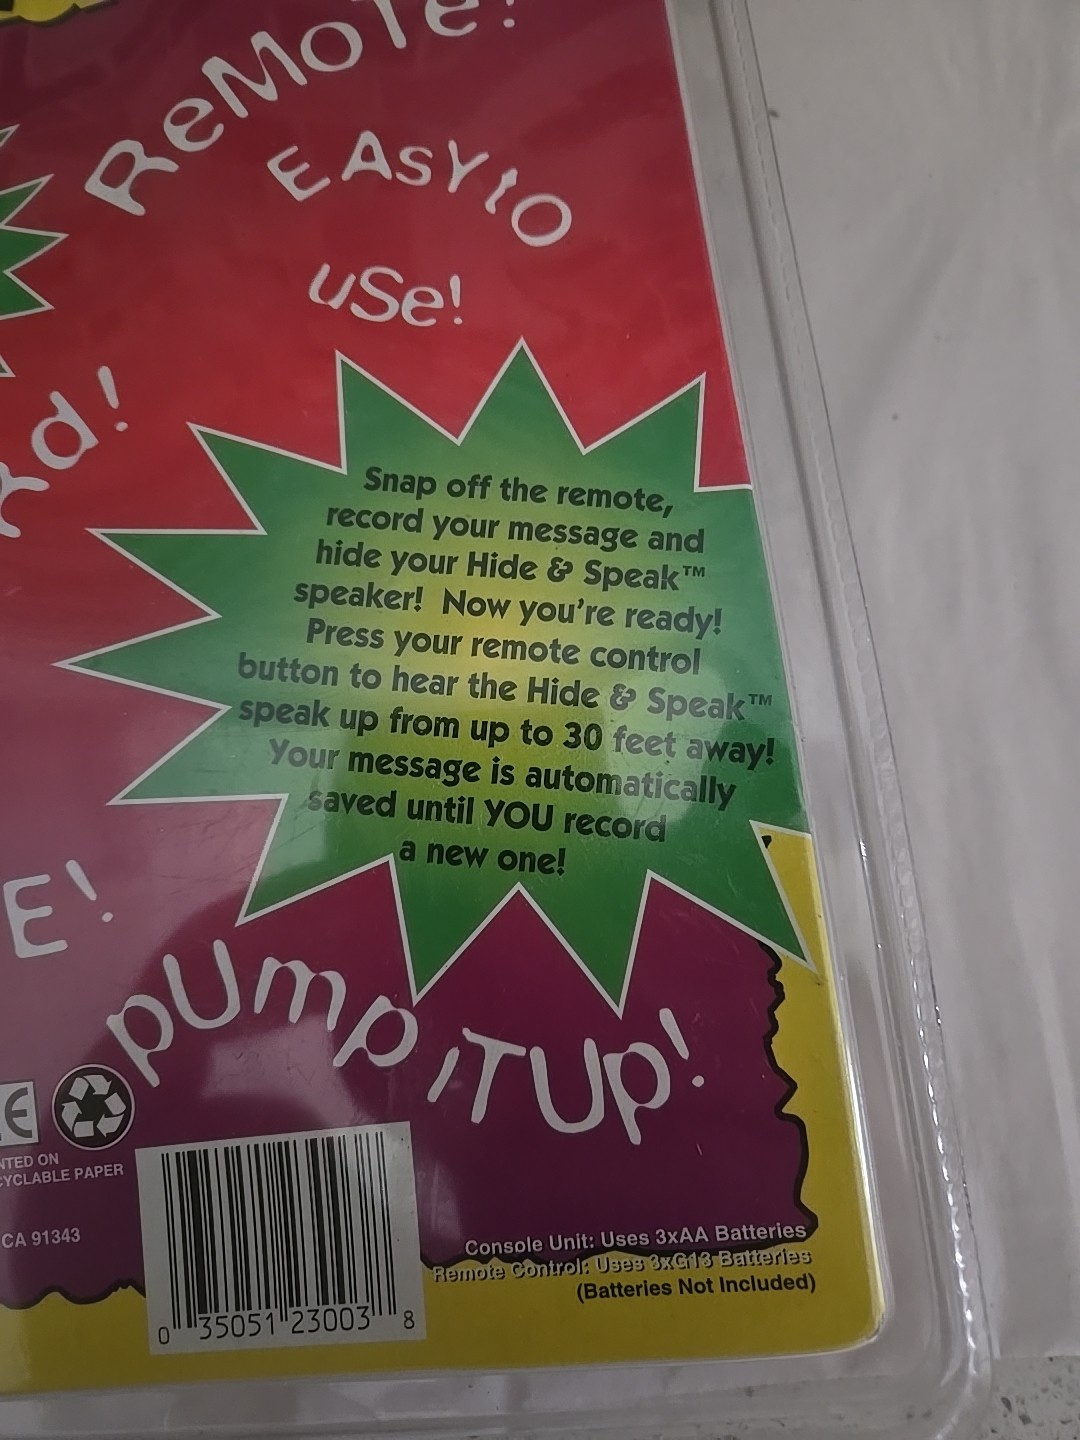 ReMoTe!
EASY tO
uSe!
Rd!
Snap off the remote,
record your message and
hide your Hide & Speak™
speaker! Now you're ready!
Press your remote control
button to hear the Hide & Speak™
speak up from up to 30 feet away!
Your message is automatically
saved until YOU record
a new one!
E!
pUmp iTUp!
NTED ON
CYCLABLE PAPER
CA 91343
Console Unit: Uses 3xAA Batteries
Remote Control: Uses 3xG13 Batteries
(Batteries Not Included)
0 35051 23003 8